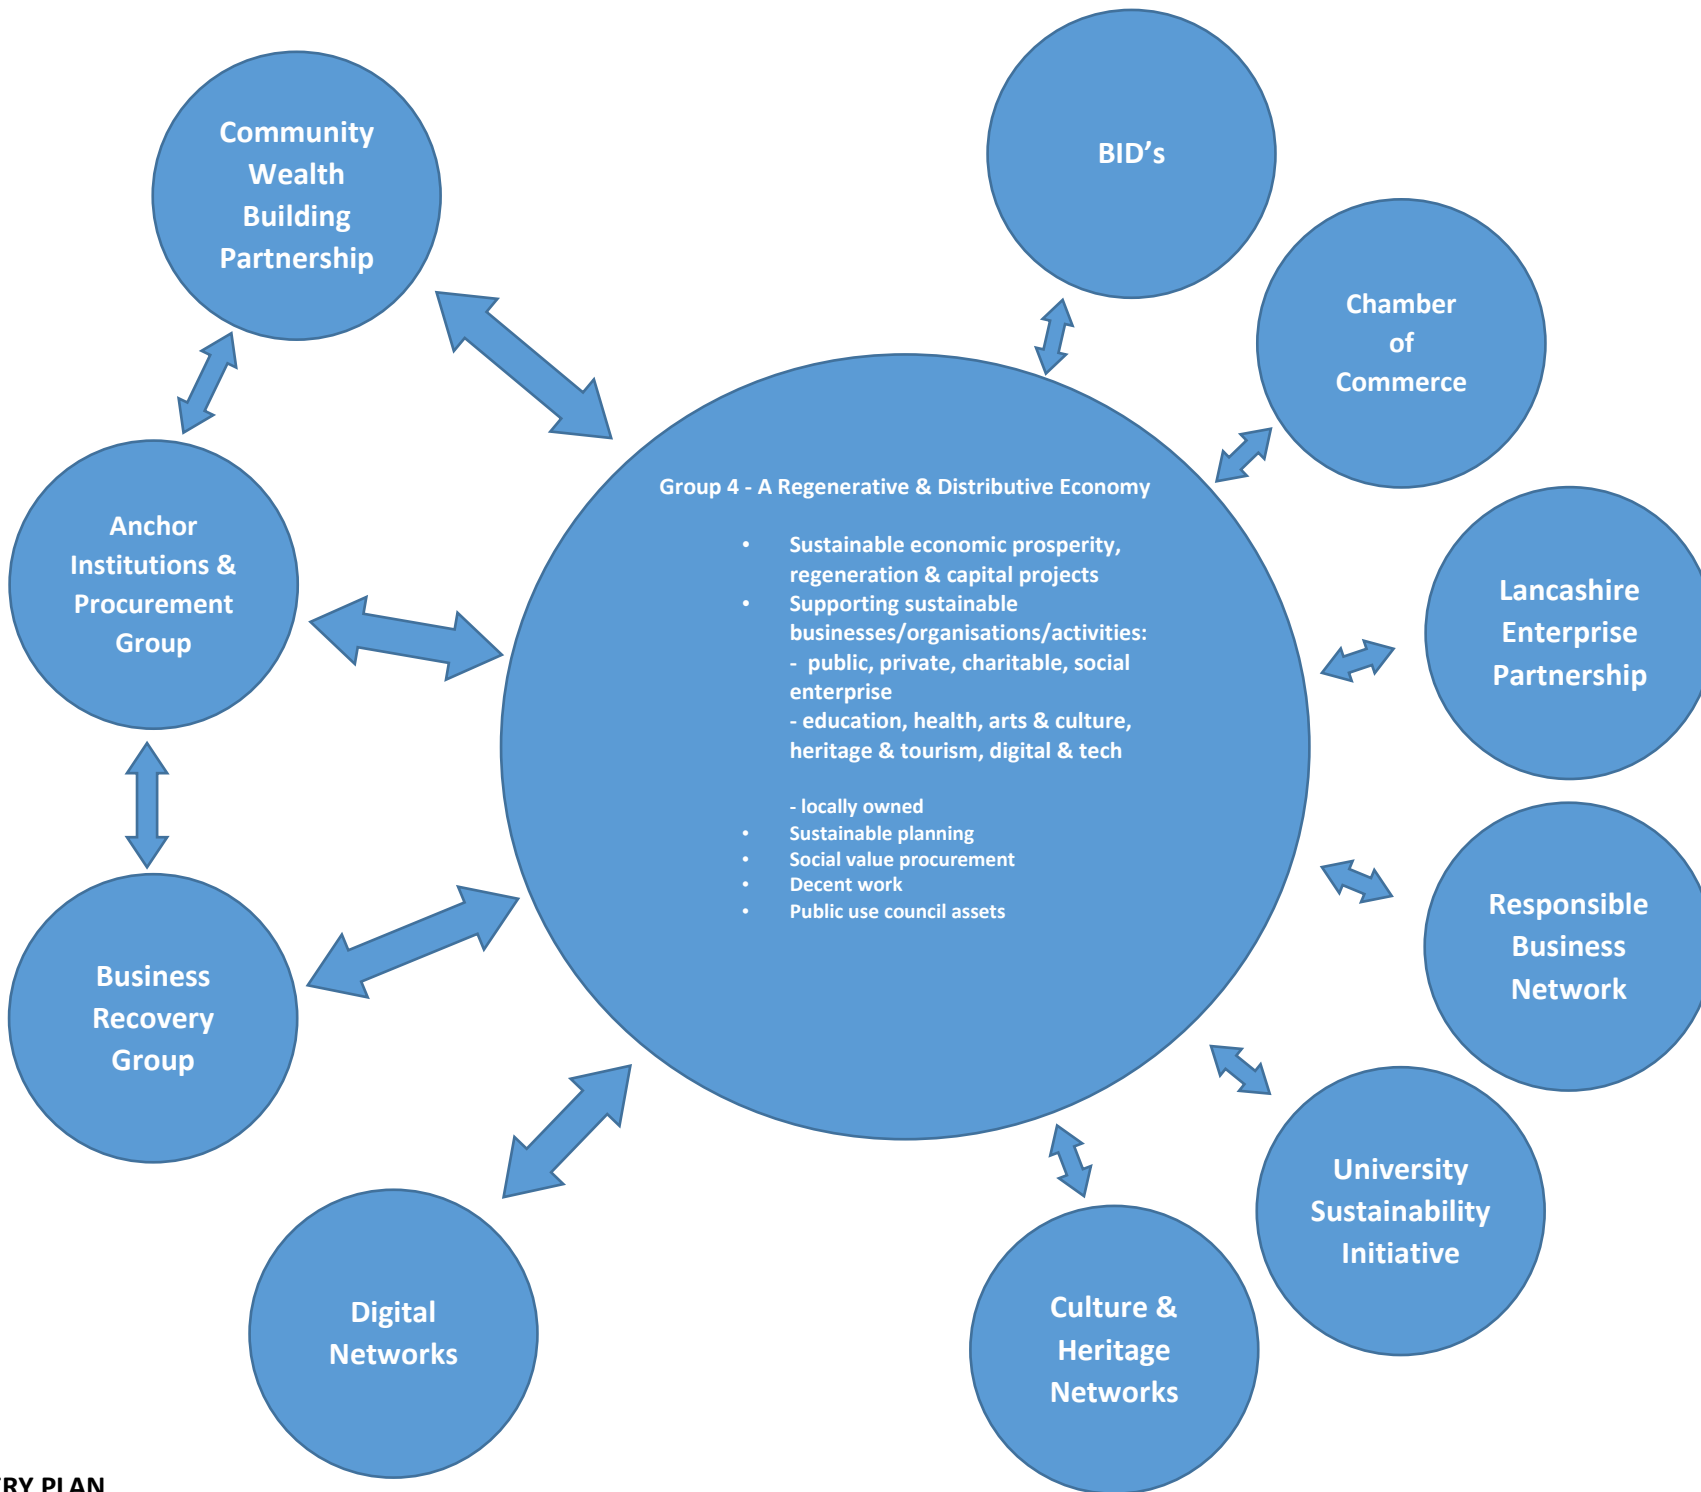 Community
Wealth
Building
Partnership
BID’s
Chamber
of
Commerce
Anchor
Institutions &
Procurement
Group
Group 4 - A Regenerative & Distributive Economy
• Sustainable economic prosperity,
regeneration & capital projects
• Supporting sustainable
businesses/organisations/activities:
- public, private, charitable, social
enterprise
- education, health, arts & culture,
heritage & tourism, digital & tech
- locally owned
• Sustainable planning
• Social value procurement
• Decent work
• Public use council assets
Lancashire
Enterprise
Partnership
Responsible
Business
Network
Business
Recovery
Group
University
Sustainability
Initiative
Digital
Networks
Culture &
Heritage
Networks
PLAN